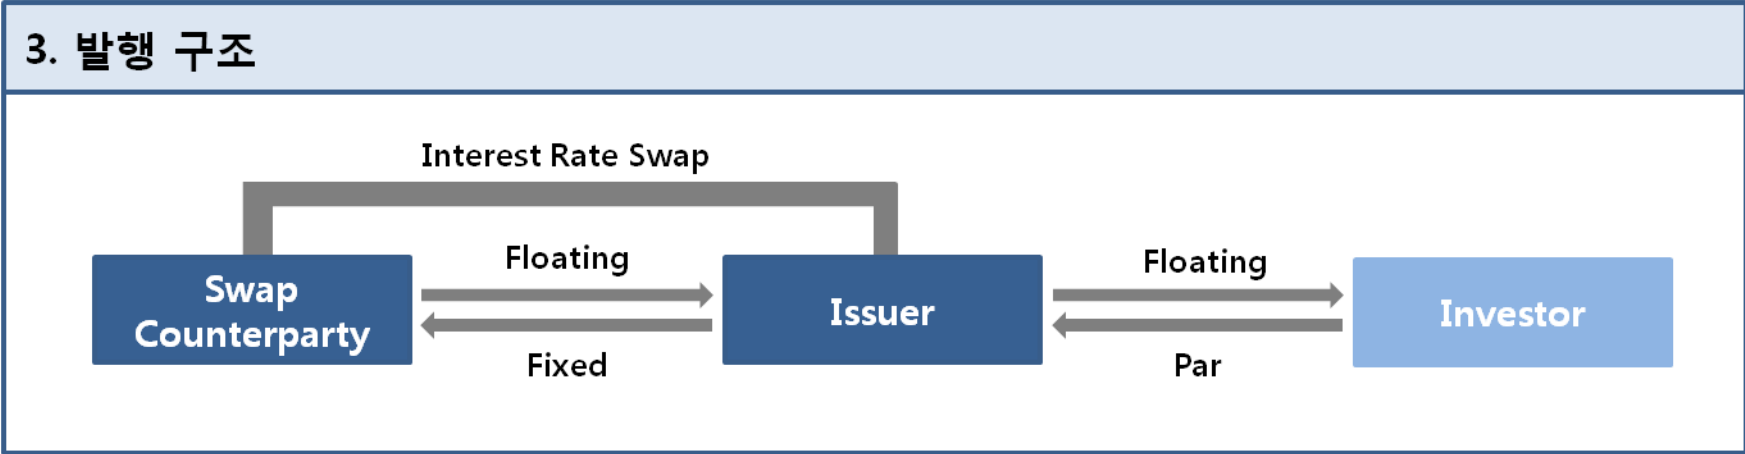 3. 발행 구조
Interest Rate Swap
Floating
Floating
Swap
Counterparty
Issuer
Investor
Fixed
Par